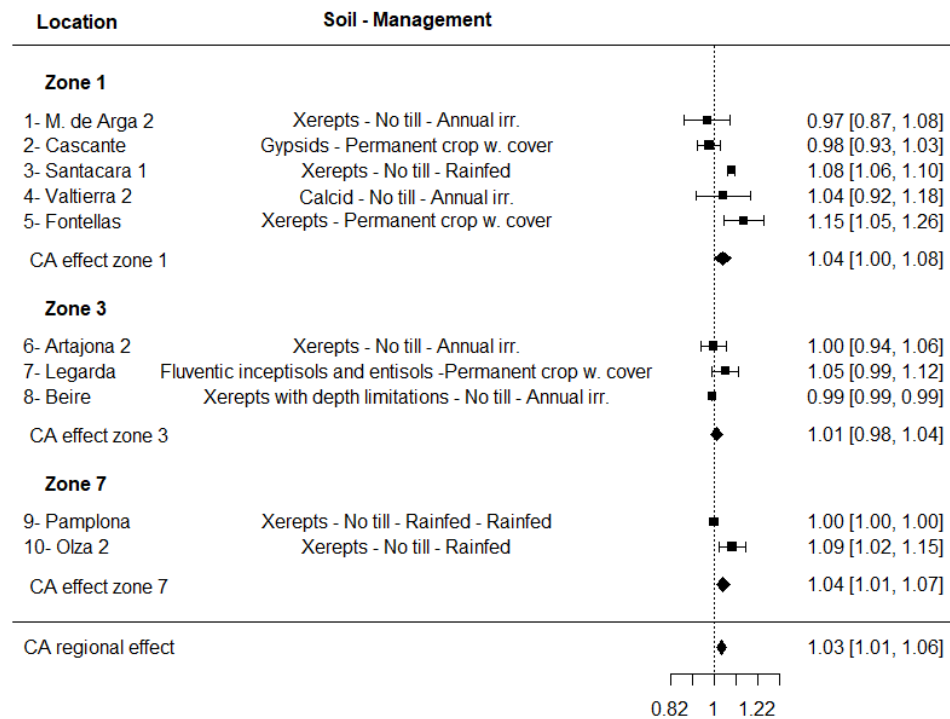 Location Soil - Management
Zone 1
1- M. de Arga 2 Xerepts - No till - Annual irr. 0.97 [0.87, 1.08]
2- Cascante Gypsids - Permanent crop w. cover 0.98 [0.93, 1.03]
3- Santacara 1 Xerepts - No till - Rainfed 1.08 [1.06, 1.10]
4- Valtierra 2 Calcid - No till - Annual irr. 1.04 [0.92, 1.18]
5- Fontellas Xerepts - Permanent crop w. cover 1.15 [1.05, 1.26]
CA effect zone 1 1.04 [1.00, 1.08]
Zone 3
6- Artajona 2 Xerepts - No till - Annual irr. 1.00 [0.94, 1.06]
7- Legarda Fluventic inceptisols and entisols -Permanent crop w. cover 1.05 [0.99, 1.12]
8- Beire Xerepts with depth limitations - No till - Annual irr. 0.99 [0.99, 0.99]
CA effect zone 3 1.01 [0.98, 1.04]
Zone 7
9- Pamplona Xerepts - No till - Rainfed - Rainfed 1.00 [1.00, 1.00]
10- Olza 2 Xerepts - No till - Rainfed 1.09 [1.02, 1.15]
CA effect zone 7 1.04 [1.01, 1.07]
CA regional effect 1.03 [1.01, 1.06]
0.82 1 1.22